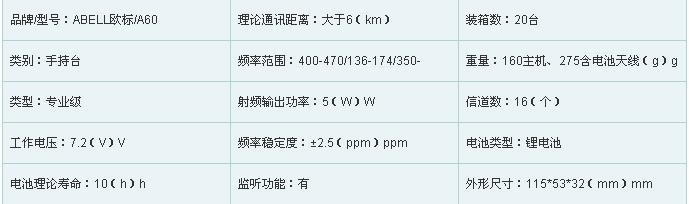 品牌/型号：ABELL欧标/A60 理论通讯距离：大于6（km） 装箱数：20台
类别：手持台 频率范围：400-470/136-174/350- 重量：160主机、275含电池天线（g）g
类型：专业级 射频输出功率：5（W）W 信道数：16（个）
工作电压：7.2（V）V 频率稳定度：±2.5（ppm）ppm 电池类型：锂电池
电池理论寿命：10（h）h 监听功能：有 外形尺寸：115*53*32（mm）mm